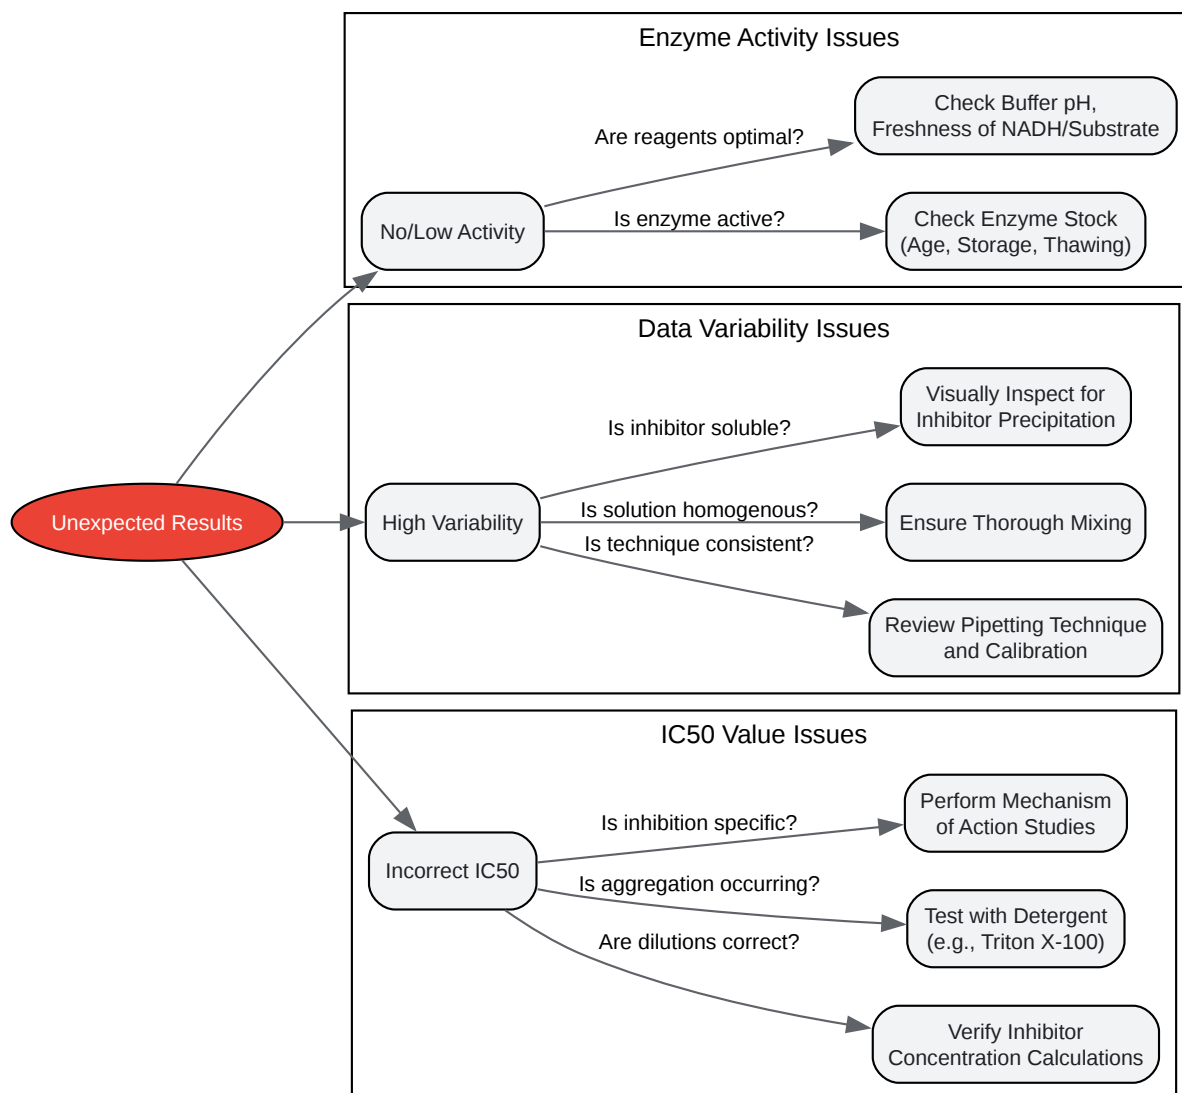 Enzyme Activity Issues
Check Buffer pH,
Freshness of NADH/Substrate
Are reagents optimal?
No/Low Activity
Is enzyme active?
Check Enzyme Stock
(Age, Storage, Thawing)
Data Variability Issues
Visually Inspect for
Inhibitor Precipitation
Is inhibitor soluble?
Unexpected Results
High Variability
Is solution homogenous?
Ensure Thorough Mixing
Is technique consistent?
Review Pipetting Technique
and Calibration
IC50 Value Issues
Perform Mechanism
of Action Studies
Is inhibition specific?
Incorrect IC50
Is aggregation occurring?
Test with Detergent
(e.g., Triton X-100)
Are dilutions correct?
Verify Inhibitor
Concentration Calculations